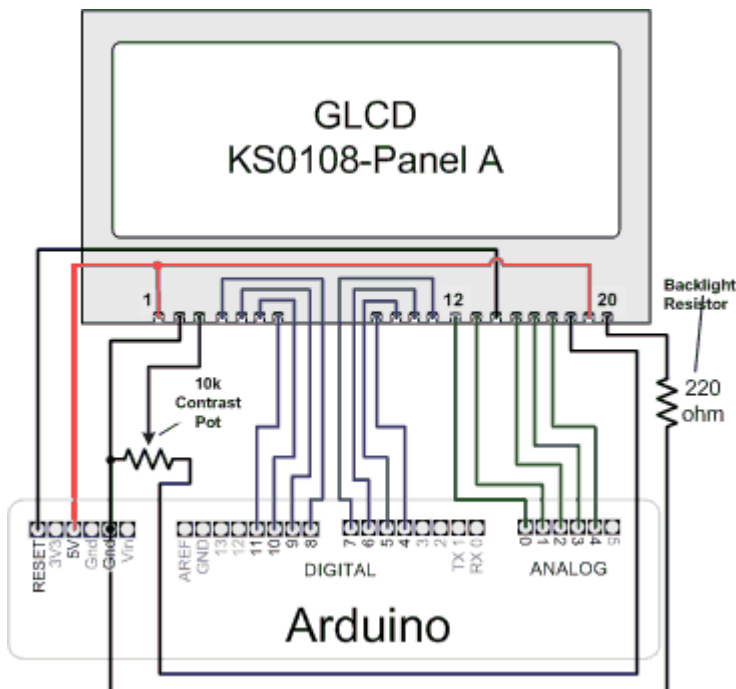 GLCD
KS0108-Panel A
1
12
20
Backlight
Resistor
10k
Contrast
Pot
220
ohm
RESET
3V3
5V
Gnd
Gnd
Vin
AREF
GND
13
12
11
10
9
8
7
6
5
4
3
2
TX 1
RX 0
0
1
2
3
4
5
DIGITAL
ANALOG
Arduino